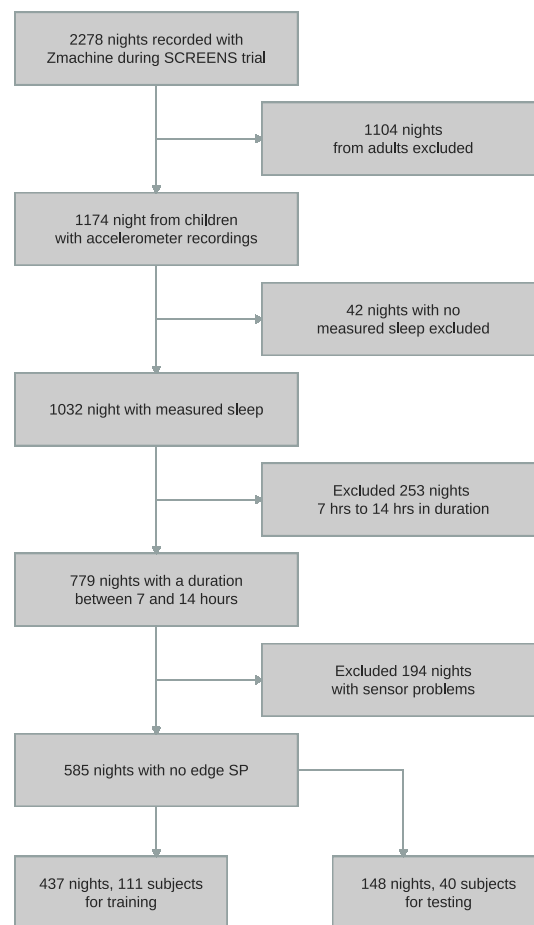 2278 nights recorded with
Zmachine during SCREENS trial
1104 nights
from adults excluded
1174 night from children
with accelerometer recordings
42 nights with no
measured sleep excluded
1032 night with measured sleep
Excluded 253 nights
7 hrs to 14 hrs in duration
779 nights with a duration
between 7 and 14 hours
Excluded 194 nights
with sensor problems
585 nights with no edge SP
437 nights, 111 subjects
for training
148 nights, 40 subjects
for testing